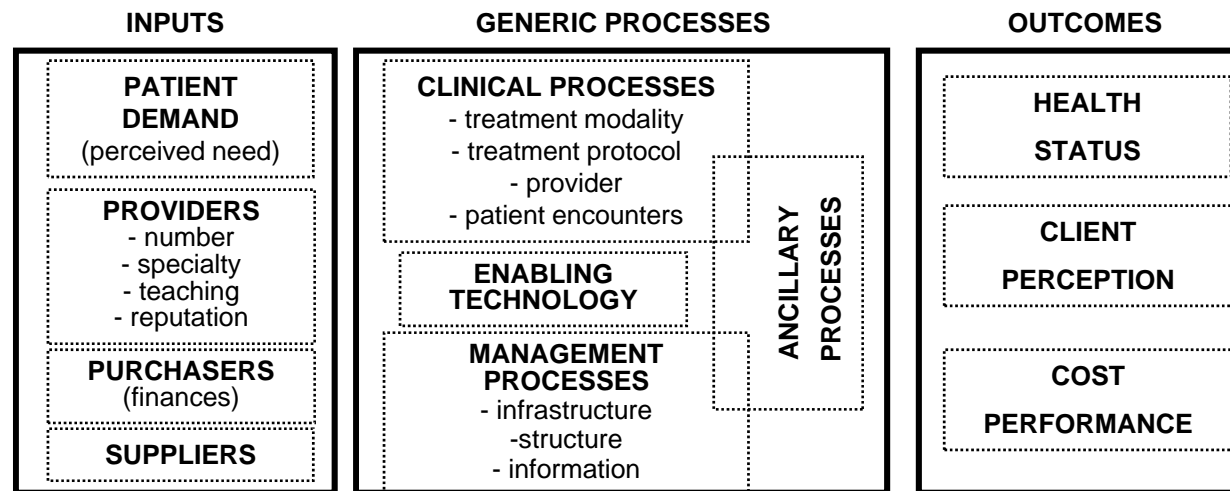 INPUTS
PATIENT
DEMAND
(perceived need)
PROVIDERS
- number
- specialty
- teaching
- reputation
PURCHASERS
(finances)
SUPPLIERS
GENERIC PROCESSES
CLINICAL PROCESSES
- treatment modality
- treatment protocol
- provider
- patient encounters
ENABLING
TECHNOLOGY
MANAGEMENT
PROCESSES
- infrastructure
-structure
- information
ANCILLARY
PROCESSES
OUTCOMES
HEALTH
STATUS
CLIENT
PERCEPTION
COST
PERFORMANCE